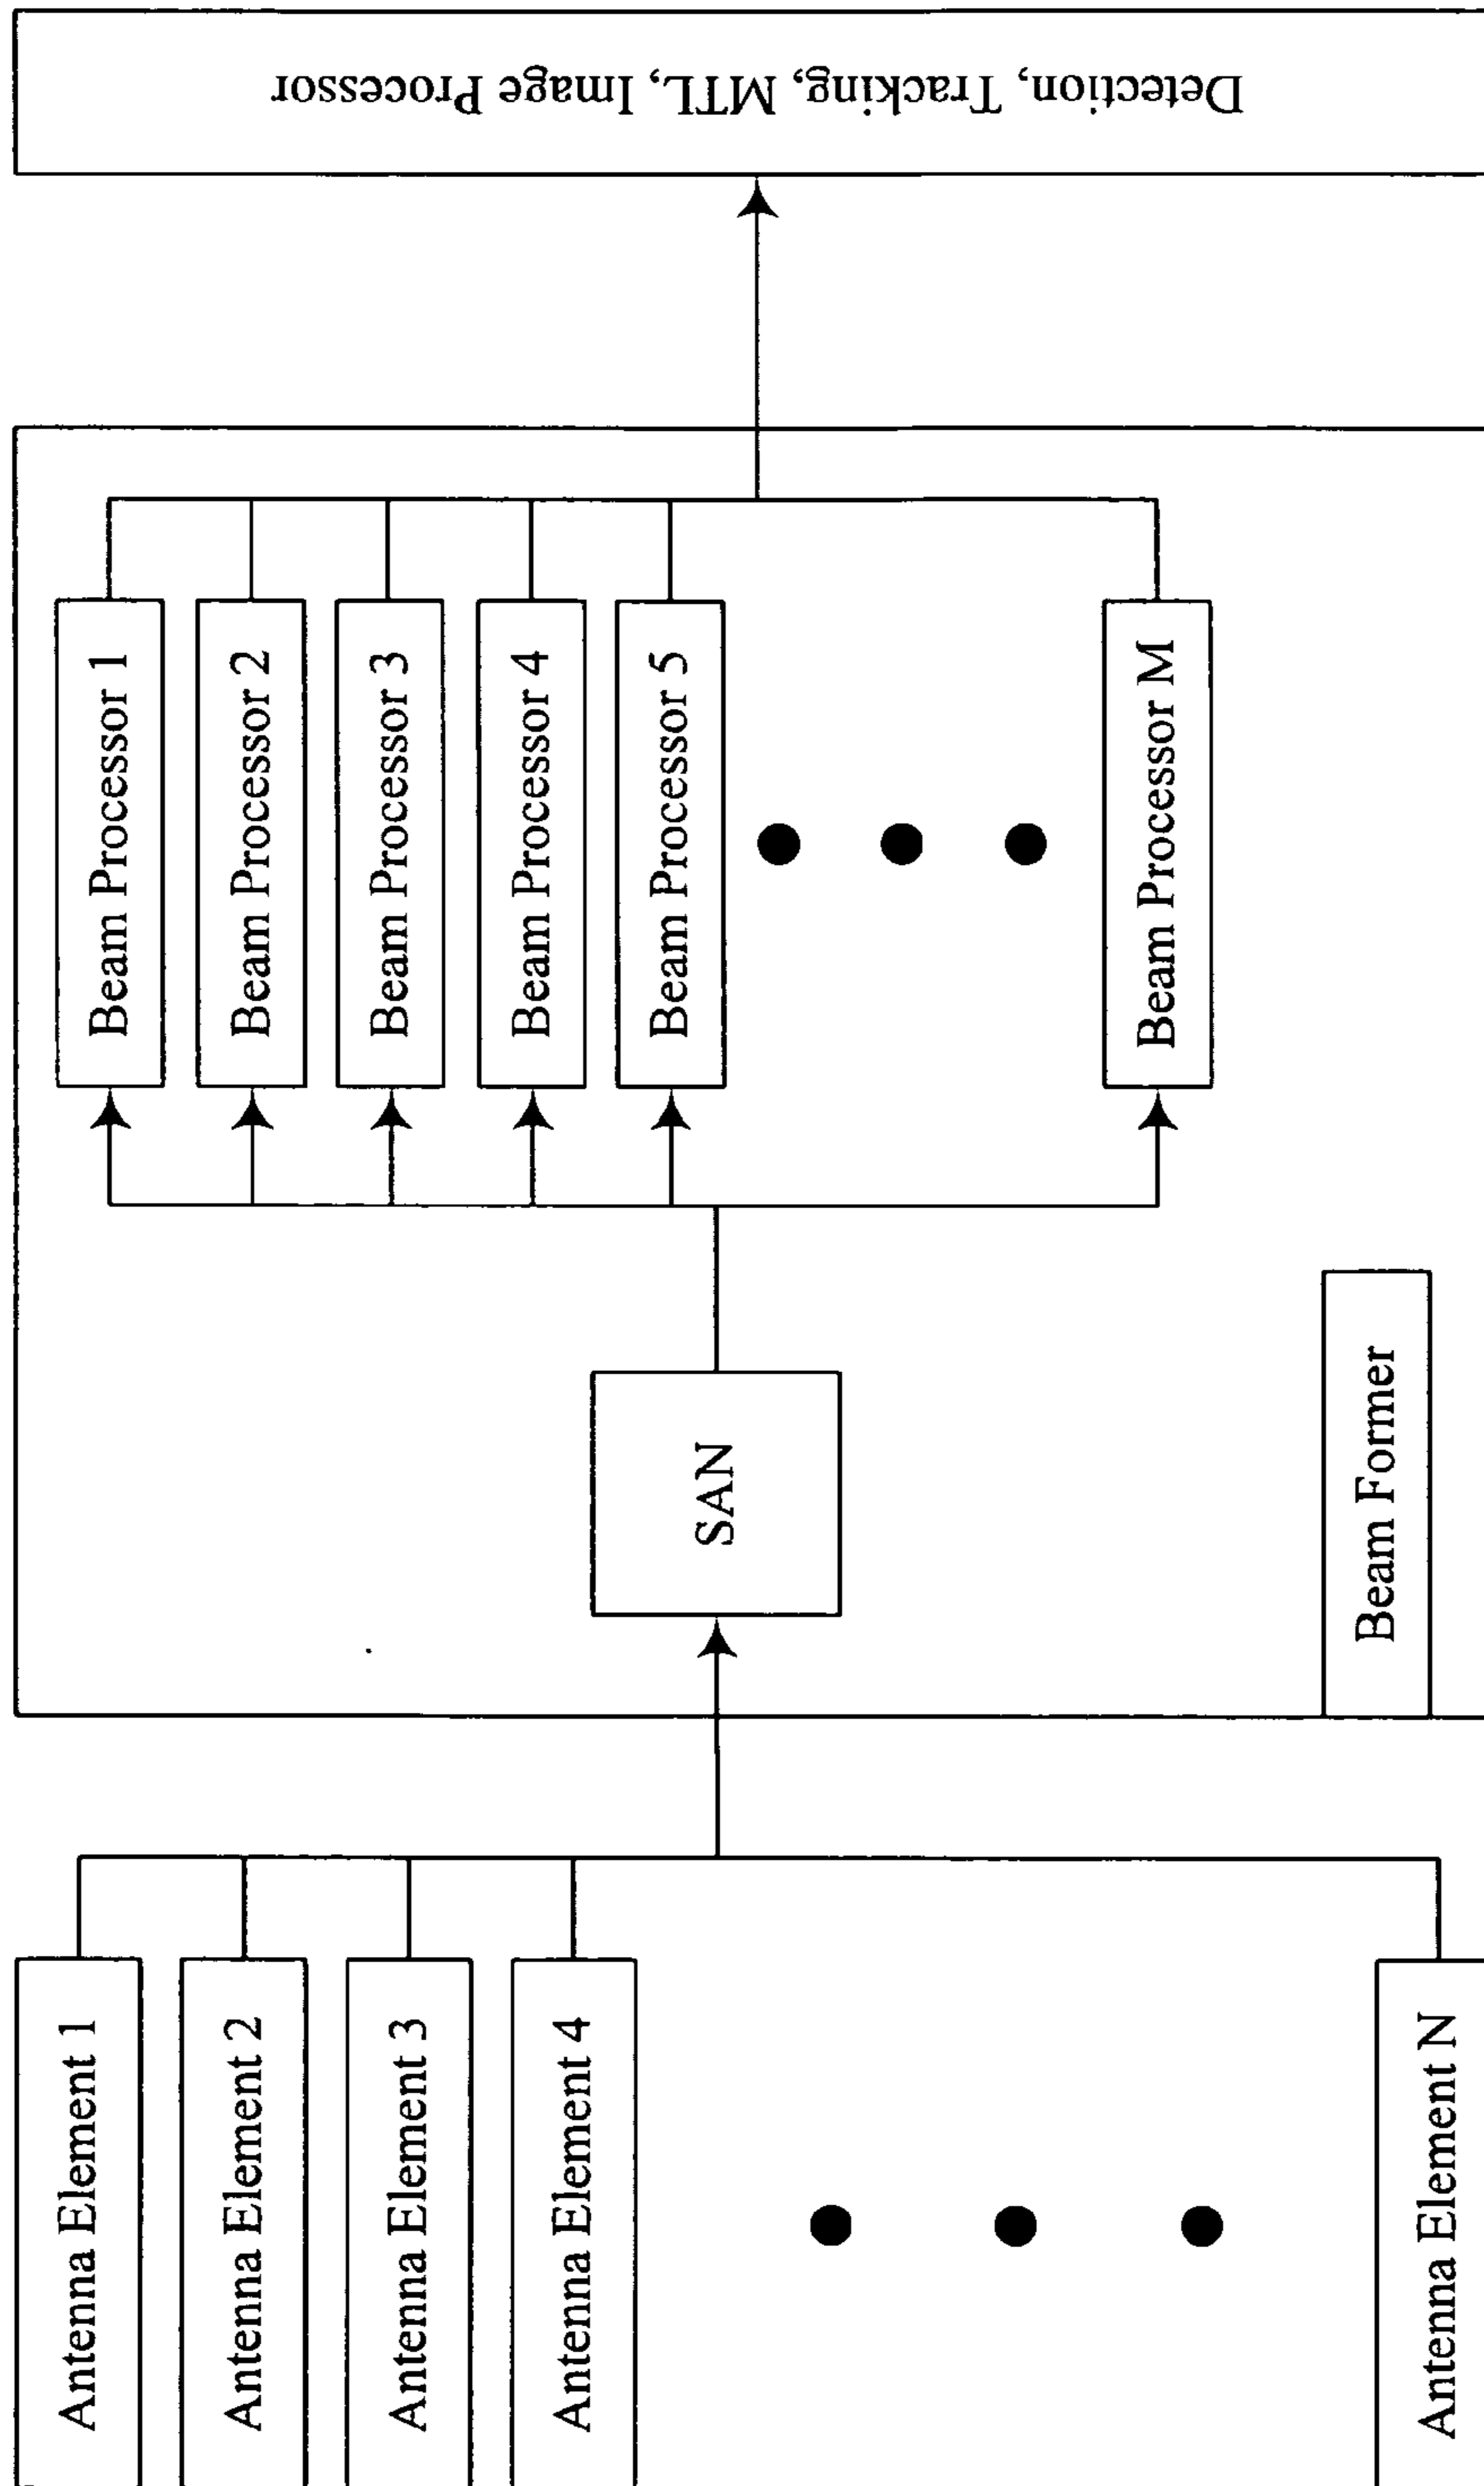 Antenna Element 1
Antenna Element 2
Antenna Element 3
Antenna Element 4
Antenna Element N
SAN
Beam Former
Beam Processor 1
Beam Processor 2
Beam Processor 3
Beam Processor 4
Beam Processor 5
Beam Processor M
Detection, Tracking, MTL, Image Processor